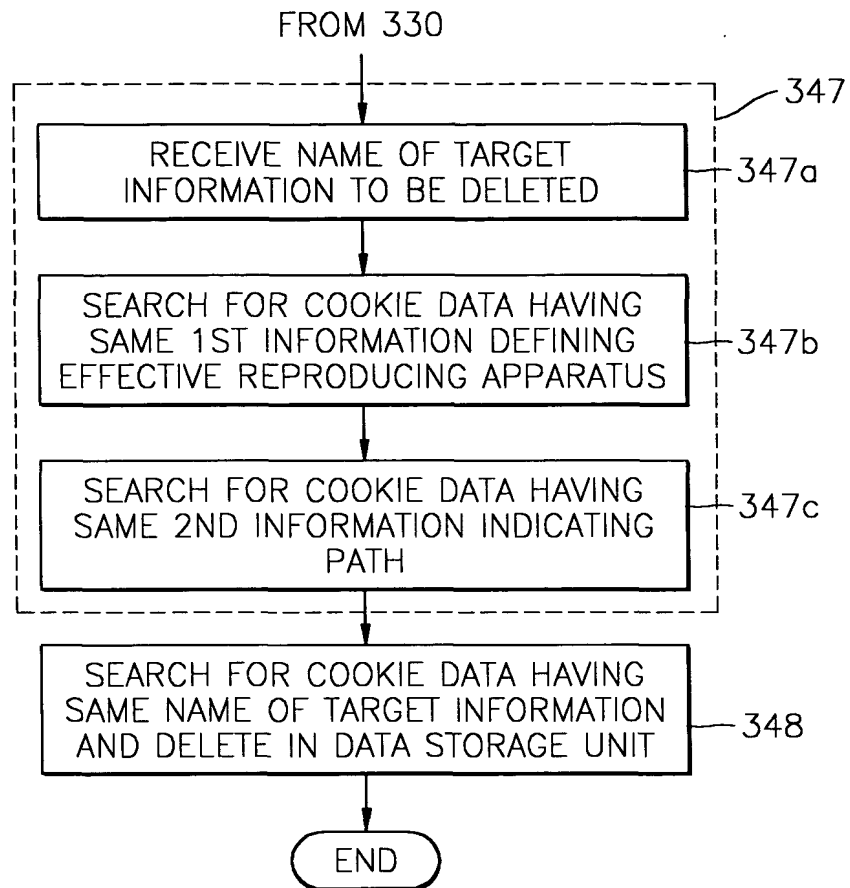 FROM 330
347
RECEIVE NAME OF TARGET
INFORMATION TO BE DELETED
347a
SEARCH FOR COOKIE DATA HAVING
SAME 1ST INFORMATION DEFINING
EFFECTIVE REPRODUCING APPARATUS
347b
SEARCH FOR COOKIE DATA HAVING
SAME 2ND INFORMATION INDICATING
PATH
347c
SEARCH FOR COOKIE DATA HAVING
SAME NAME OF TARGET INFORMATION
AND DELETE IN DATA STORAGE UNIT
348
END